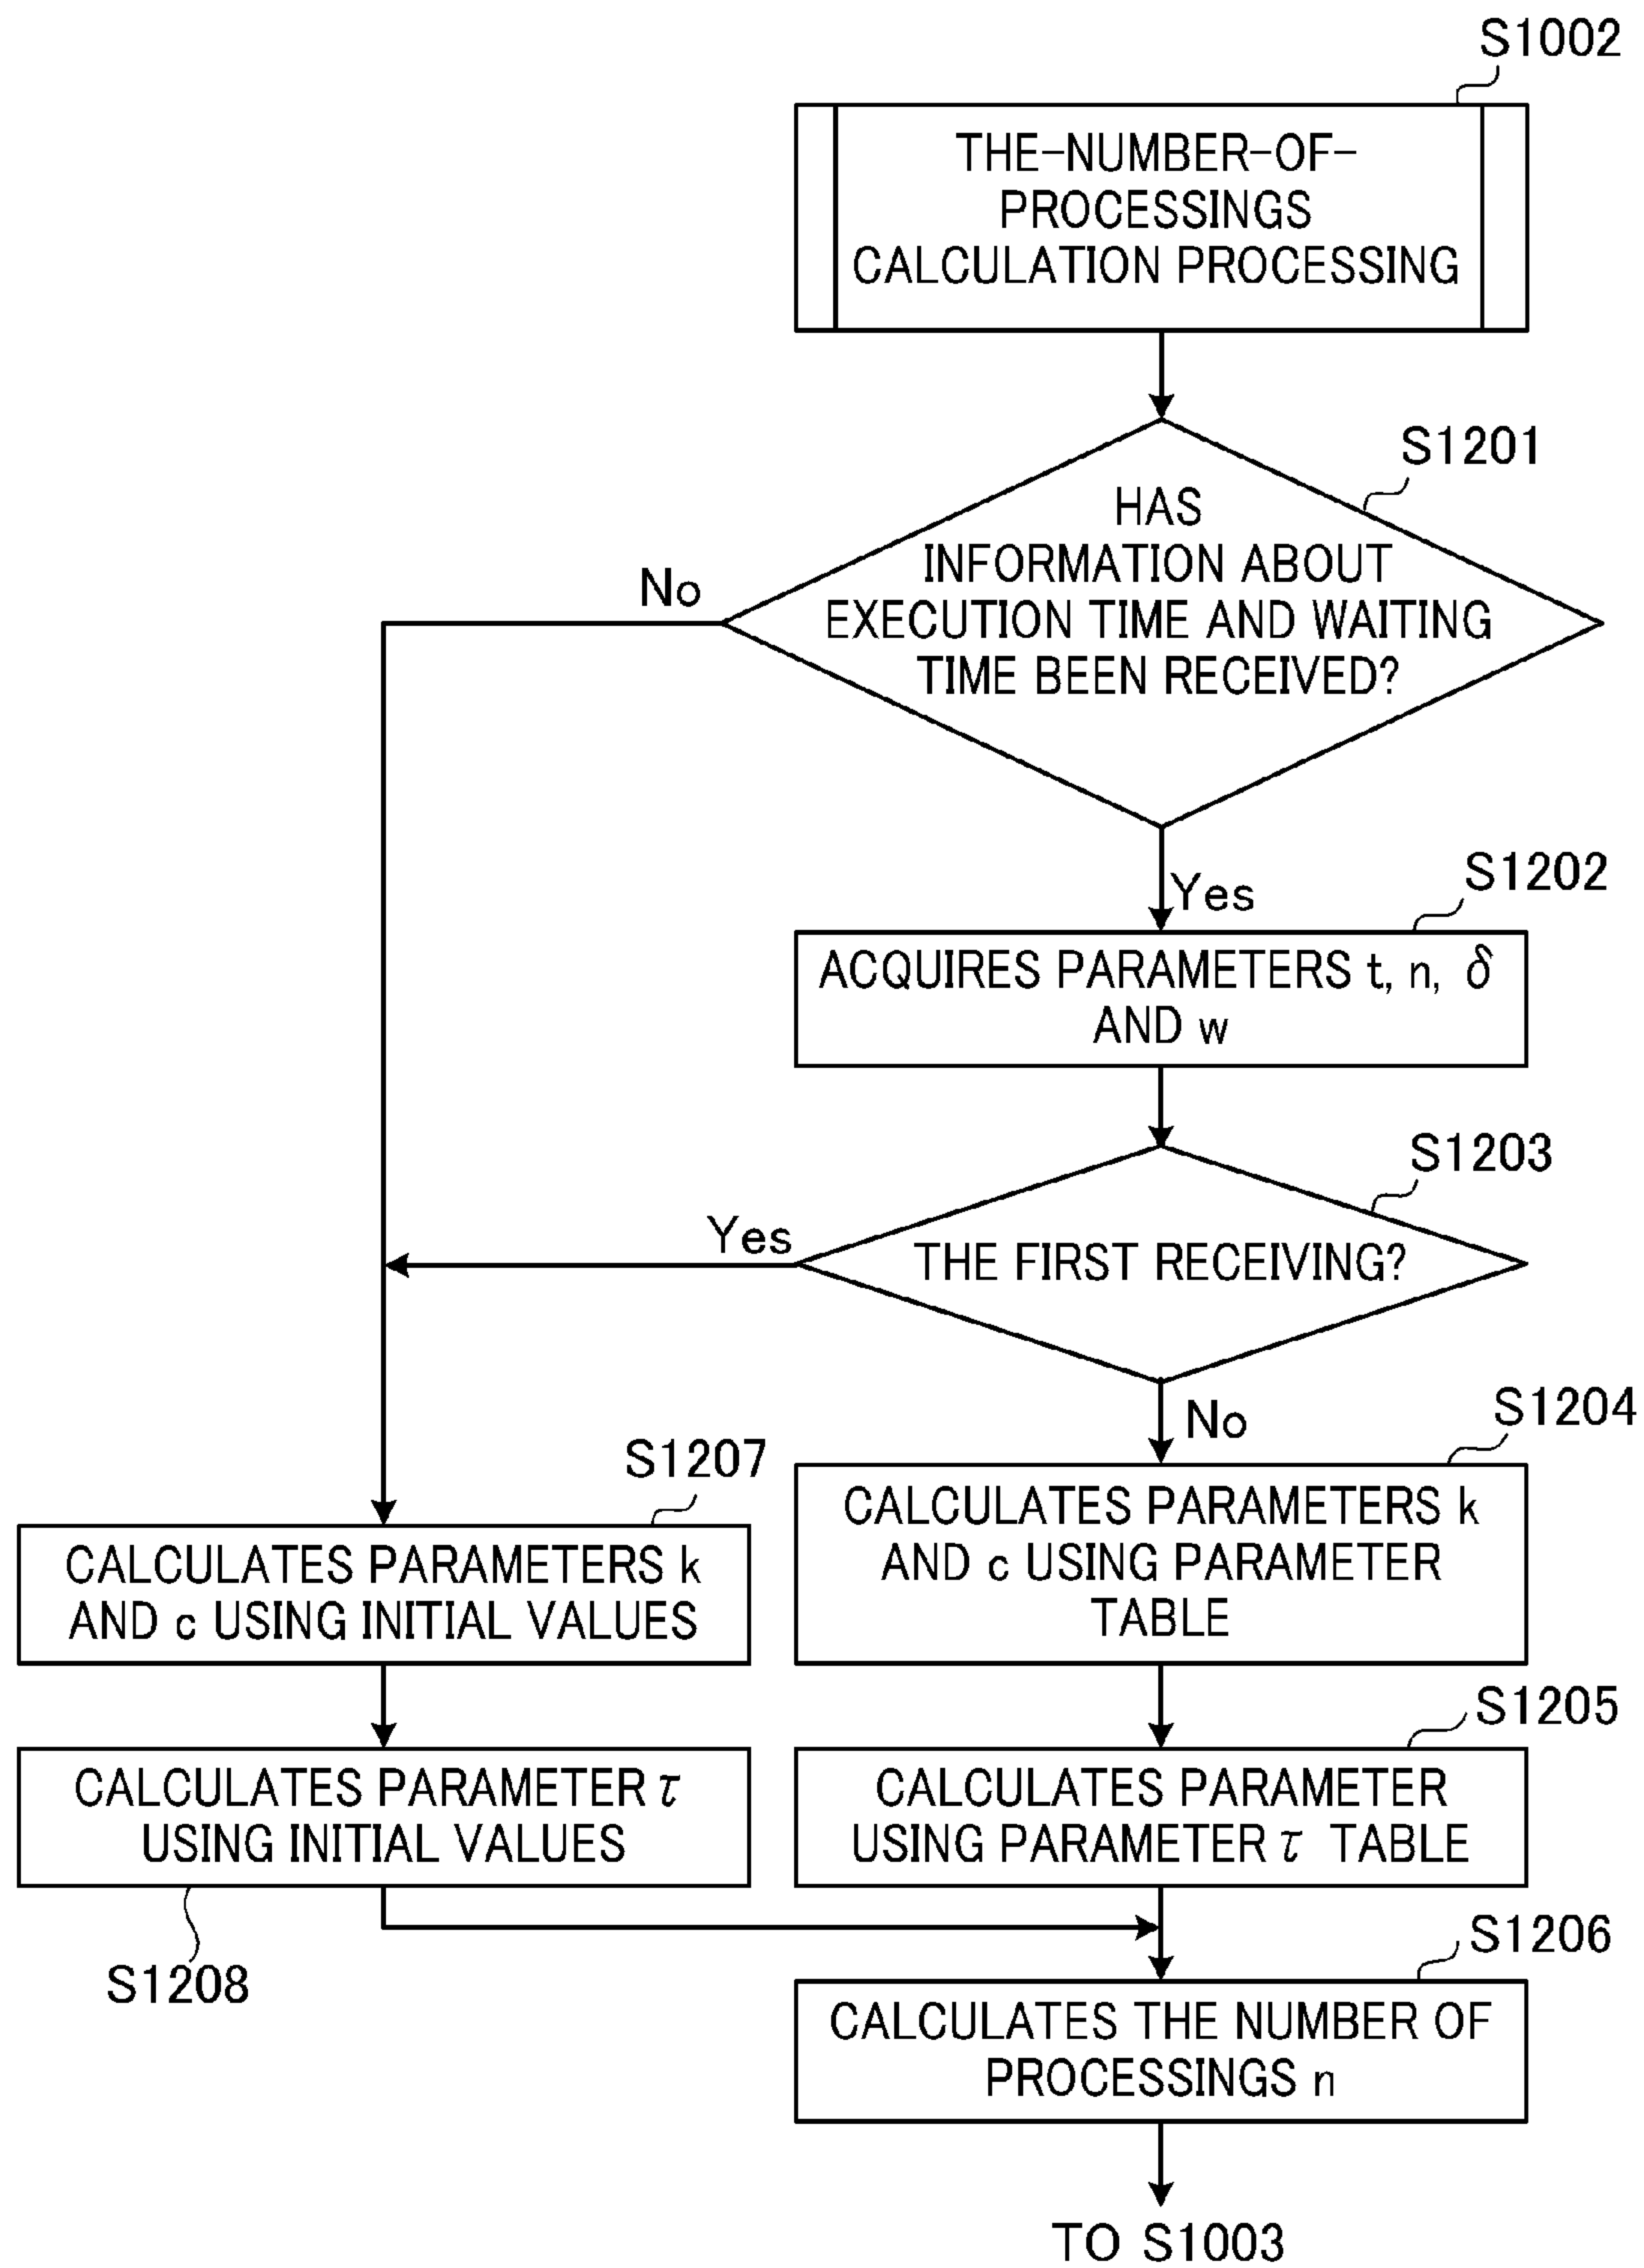 S1002
THE-NUMBER-OF-
PROCESSINGS
CALCULATION PROCESSING
S1201
HAS
INFORMATION ABOUT
EXECUTION TIME AND WAITING
TIME BEEN RECEIVED?
No
Yes
S1202
ACQUIRES PARAMETERS t, n, δ
AND w
S1203
THE FIRST RECEIVING?
Yes
No
S1204
CALCULATES PARAMETERS k
AND c USING PARAMETER
TABLE
S1207
CALCULATES PARAMETERS k
AND c USING INITIAL VALUES
S1205
CALCULATES PARAMETER
USING PARAMETER τ TABLE
CALCULATES PARAMETER τ
USING INITIAL VALUES
S1208
S1206
CALCULATES THE NUMBER OF
PROCESSINGS n
TO S1003